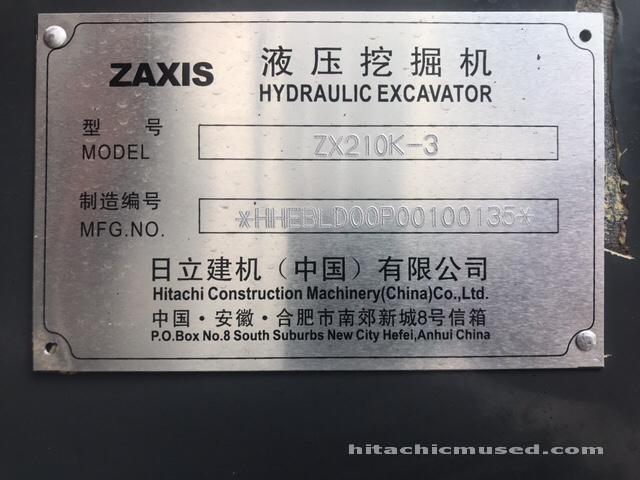 ZAXIS 液压挖掘机
HYDRAULIC EXCAVATOR
型号
MODEL ZX210K-3
制造编号
MFG.NO. *HHEBLD00P00100135*
日立建机（中国）有限公司
Hitachi Construction Machinery(China)Co.,Ltd.
中国·安徽·合肥市南郊新城8号信箱
P.O.Box No.8 South Suburbs New City Hefei,Anhui China
hitachicmused.com